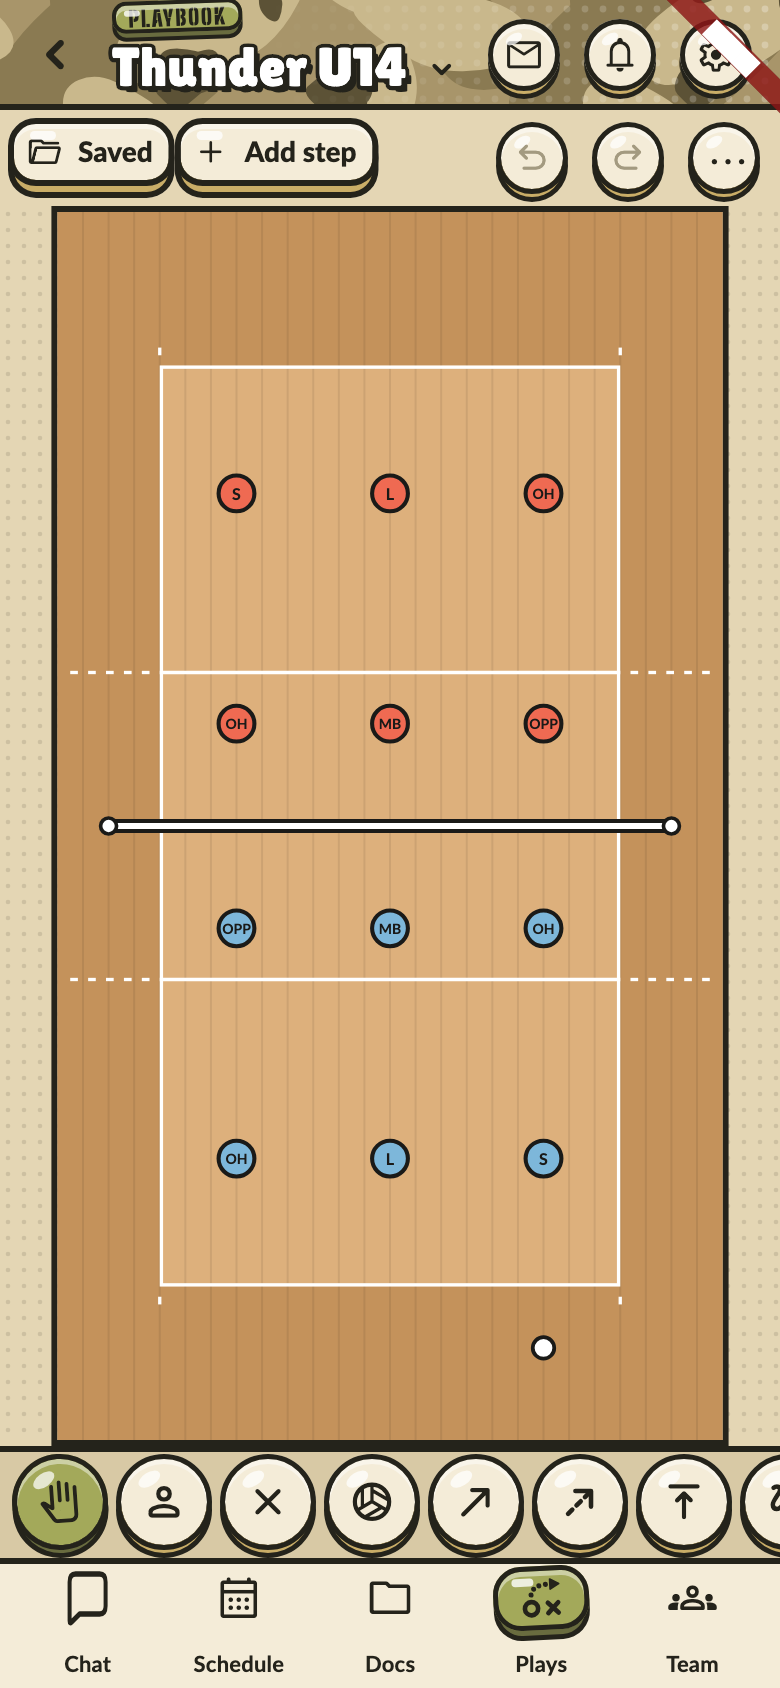 PLAYBOOK
Thunder U14
Saved
Add step
S L OH
OH MB OPP
OPP MB OH
OH L S
Chat Schedule Docs Plays Team